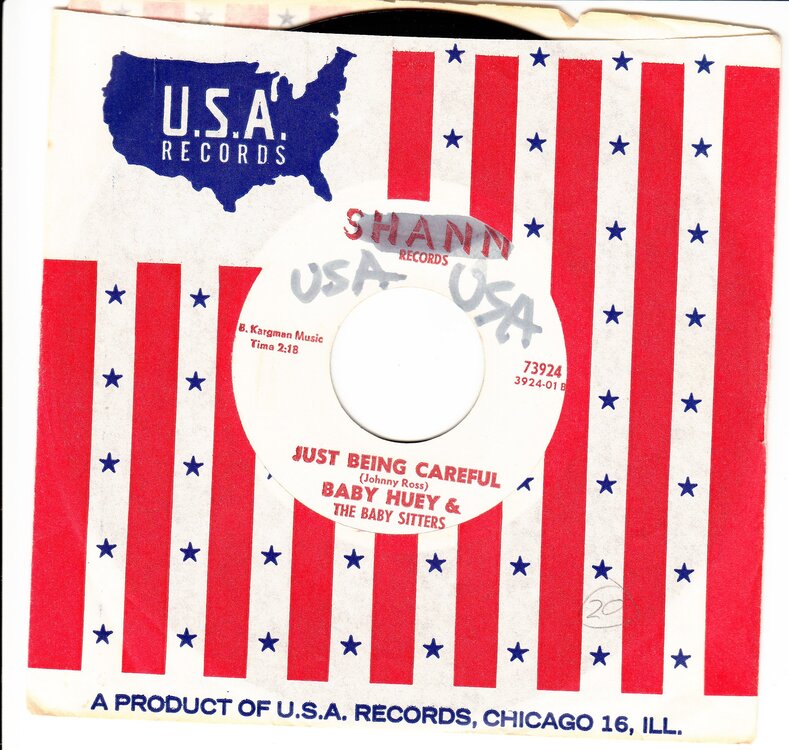 U.S.A.
RECORDS
SHANN
RECORDS
USA USA
B. Kargman Music
Time 2:18
73924
3924-01 B
JUST BEING CAREFUL
(Johnny Ross)
BABY HUEY &
THE BABY SITTERS
20
A PRODUCT OF U.S.A. RECORDS, CHICAGO 16, ILL.